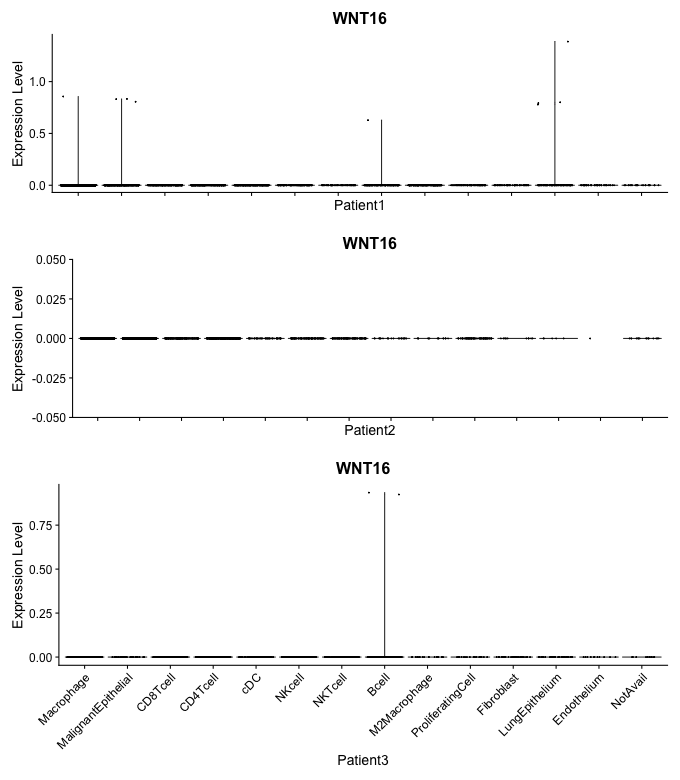 WNT16
Expression Level
1.0
0.5
0.0
Patient1
WNT16
Expression Level
0.050
0.025
0.000
-0.025
-0.050
Patient2
WNT16
Expression Level
0.75
0.50
0.25
0.00
Macrophage
MalignantEpithelial
CD8Tcell
CD4Tcell
cDC
NKcell
NKTcell
Bcell
M2Macrophage
ProliferatingCell
Fibroblast
LungEpithelium
Endothelium
NotAvail
Patient3